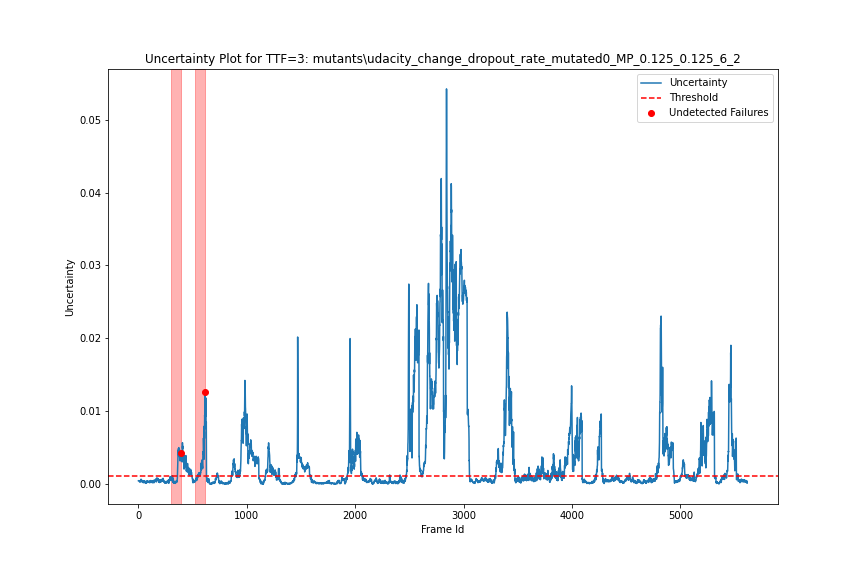 Uncertainty Plot for TTF=3: mutants\udacity_change_dropout_rate_mutated0_MP_0.125_0.125_6_2
Uncertainty
Threshold
Undetected Failures
0.05
0.04
0.03
0.02
0.01
0.00
Uncertainty
0 1000 2000 3000 4000 5000
Frame Id